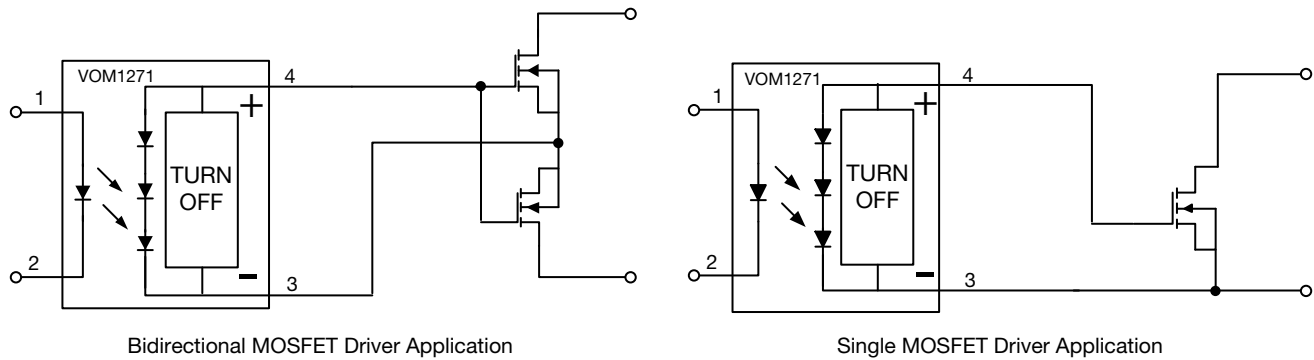 VOM1271
1
2
4
3
+
TURN
OFF
−
Bidirectional MOSFET Driver Application
VOM1271
1
2
4
3
+
TURN
OFF
−
Single MOSFET Driver Application